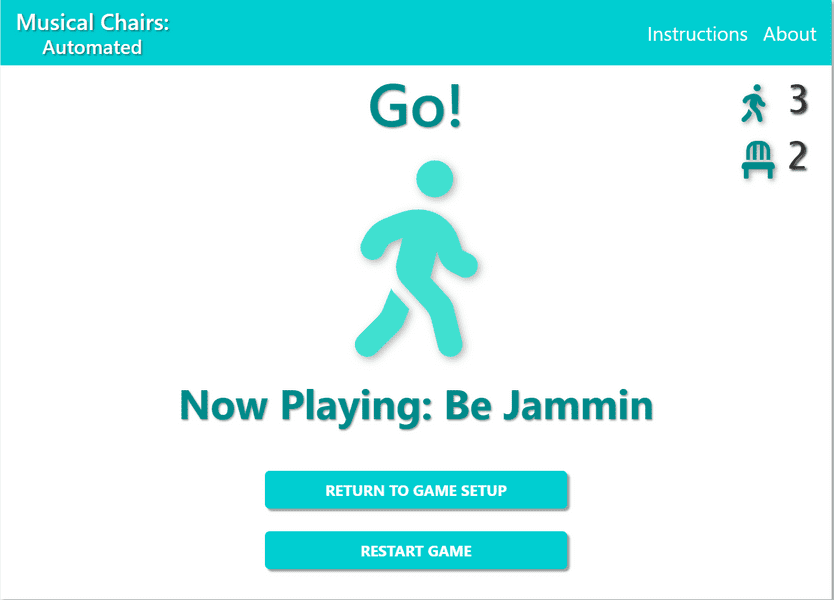 Musical Chairs:
Automated
Instructions About
Go!
3
2
Now Playing: Be Jammin
RETURN TO GAME SETUP
RESTART GAME